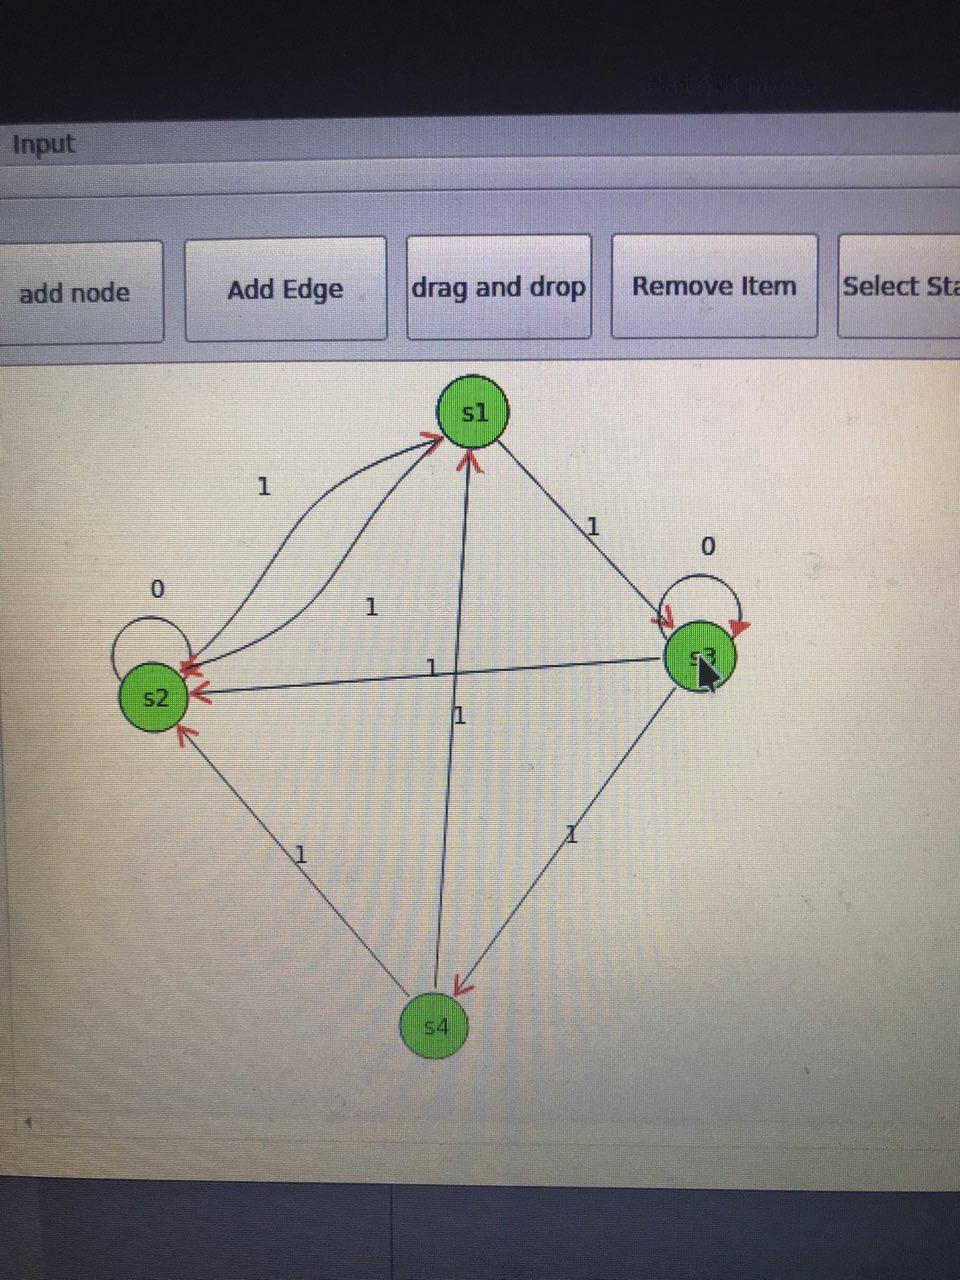 Input
add node
Add Edge
drag and drop
Remove Item
Select Sta
s1
1
1
0
0
1
s3
1
s2
1
1
1
s4